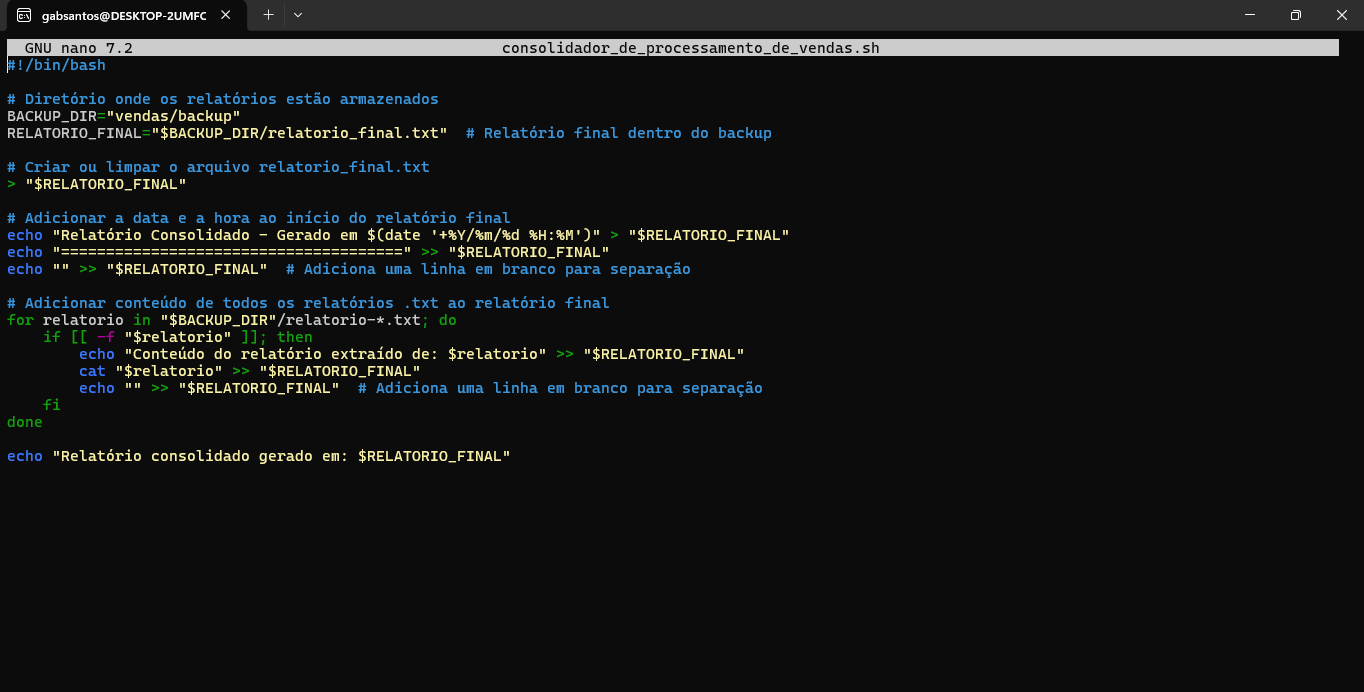 gabsantos@DESKTOP-2UMFC
GNU nano 7.2 consolidador_de_processamento_de_vendas.sh
#!/bin/bash

# Diretório onde os relatórios estão armazenados
BACKUP_DIR="vendas/backup"
RELATORIO_FINAL="$BACKUP_DIR/relatorio_final.txt"  # Relatório final dentro do backup

# Criar ou limpar o arquivo relatorio_final.txt
> "$RELATORIO_FINAL"

# Adicionar a data e a hora ao início do relatório final
echo "Relatório Consolidado - Gerado em $(date '+%Y/%m/%d %H:%M')" > "$RELATORIO_FINAL"
echo "======================================" >> "$RELATORIO_FINAL"
echo "" >> "$RELATORIO_FINAL"  # Adiciona uma linha em branco para separação

# Adicionar conteúdo de todos os relatórios .txt ao relatório final
for relatorio in "$BACKUP_DIR"/relatorio-*.txt; do
    if [[ -f "$relatorio" ]]; then
        echo "Conteúdo do relatório extraído de: $relatorio" >> "$RELATORIO_FINAL"
        cat "$relatorio" >> "$RELATORIO_FINAL"
        echo "" >> "$RELATORIO_FINAL"  # Adiciona uma linha em branco para separação
    fi
done

echo "Relatório consolidado gerado em: $RELATORIO_FINAL"